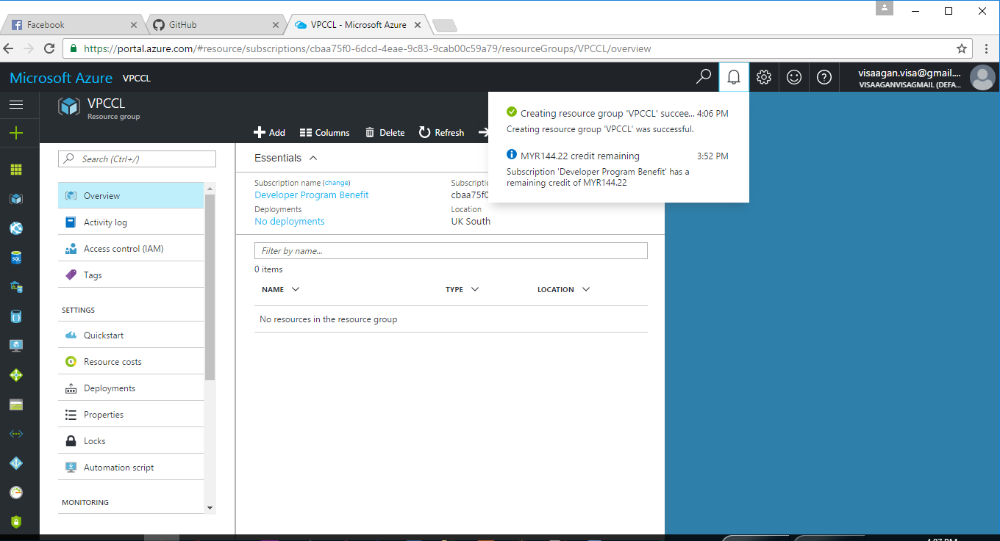 Facebook
GitHub
VPCCL - Microsoft Azure
https://portal.azure.com/#resource/subscriptions/cbaa75f0-6dcd-4eae-9c83-9cab00c59a79/resourceGroups/VPCCL/overview
Microsoft Azure VPCCL
visaagan.visa@gmail....
VISAAGANVISAGMAIL (DEFA...
VPCCL
Resource group
Add
Columns
Delete
Refresh
Creating resource group 'VPCCL' succee... 4:06 PM
Creating resource group 'VPCCL' was successful.
MYR144.22 credit remaining 3:52 PM
Subscription 'Developer Program Benefit' has a
remaining credit of MYR144.22
Search (Ctrl+/)
Overview
Activity log
Access control (IAM)
Tags
SETTINGS
Quickstart
Resource costs
Deployments
Properties
Locks
Automation script
MONITORING
Essentials
Subscription name (change)
Developer Program Benefit
Deployments
No deployments
Subscriptio
cbaa75f0
Location
UK South
Filter by name...
0 items
NAME
TYPE
LOCATION
No resources in the resource group
SQL